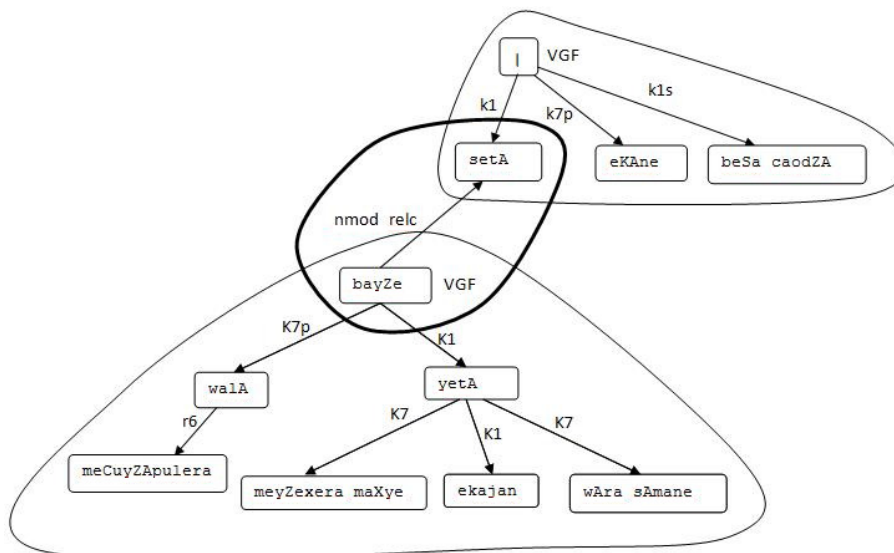 | VGF
k1 k7p k1s
setA eKAne beSa caodZA
nmod relc
bayZe VGF
K7p K1
walA yetA
r6 K7 K1 K7
meCuyZApulera meyZexera maXye ekajan wAra sAmane